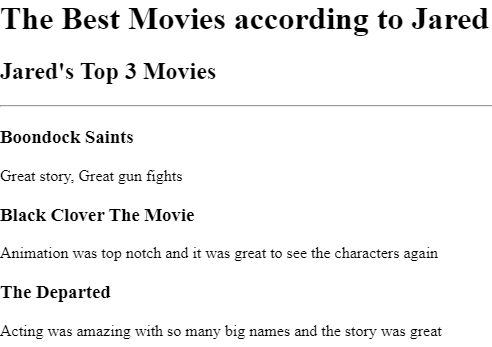 The Best Movies according to Jared
Jared's Top 3 Movies
Boondock Saints
Great story, Great gun fights
Black Clover The Movie
Animation was top notch and it was great to see the characters again
The Departed
Acting was amazing with so many big names and the story was great